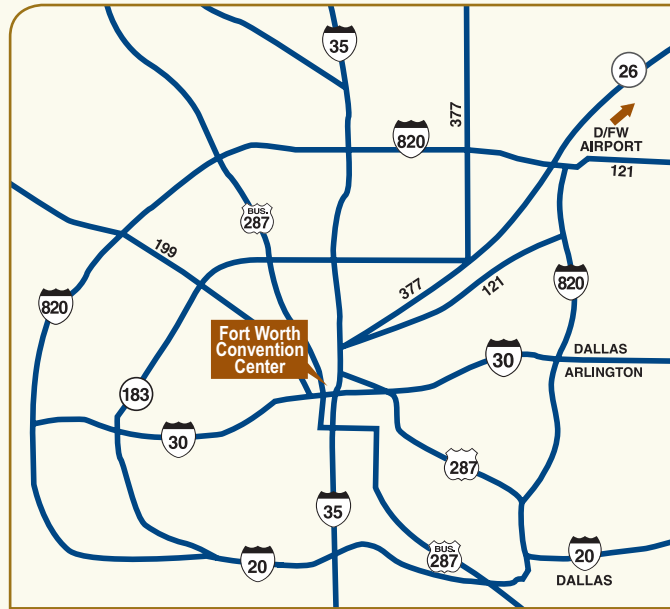 35
26
377
D/FW
AIRPORT
820
121
BUS.
287
199
377
121
820
820
Fort Worth
Convention
Center
30
DALLAS
ARLINGTON
183
30
287
35
BUS.
287
20
20
DALLAS